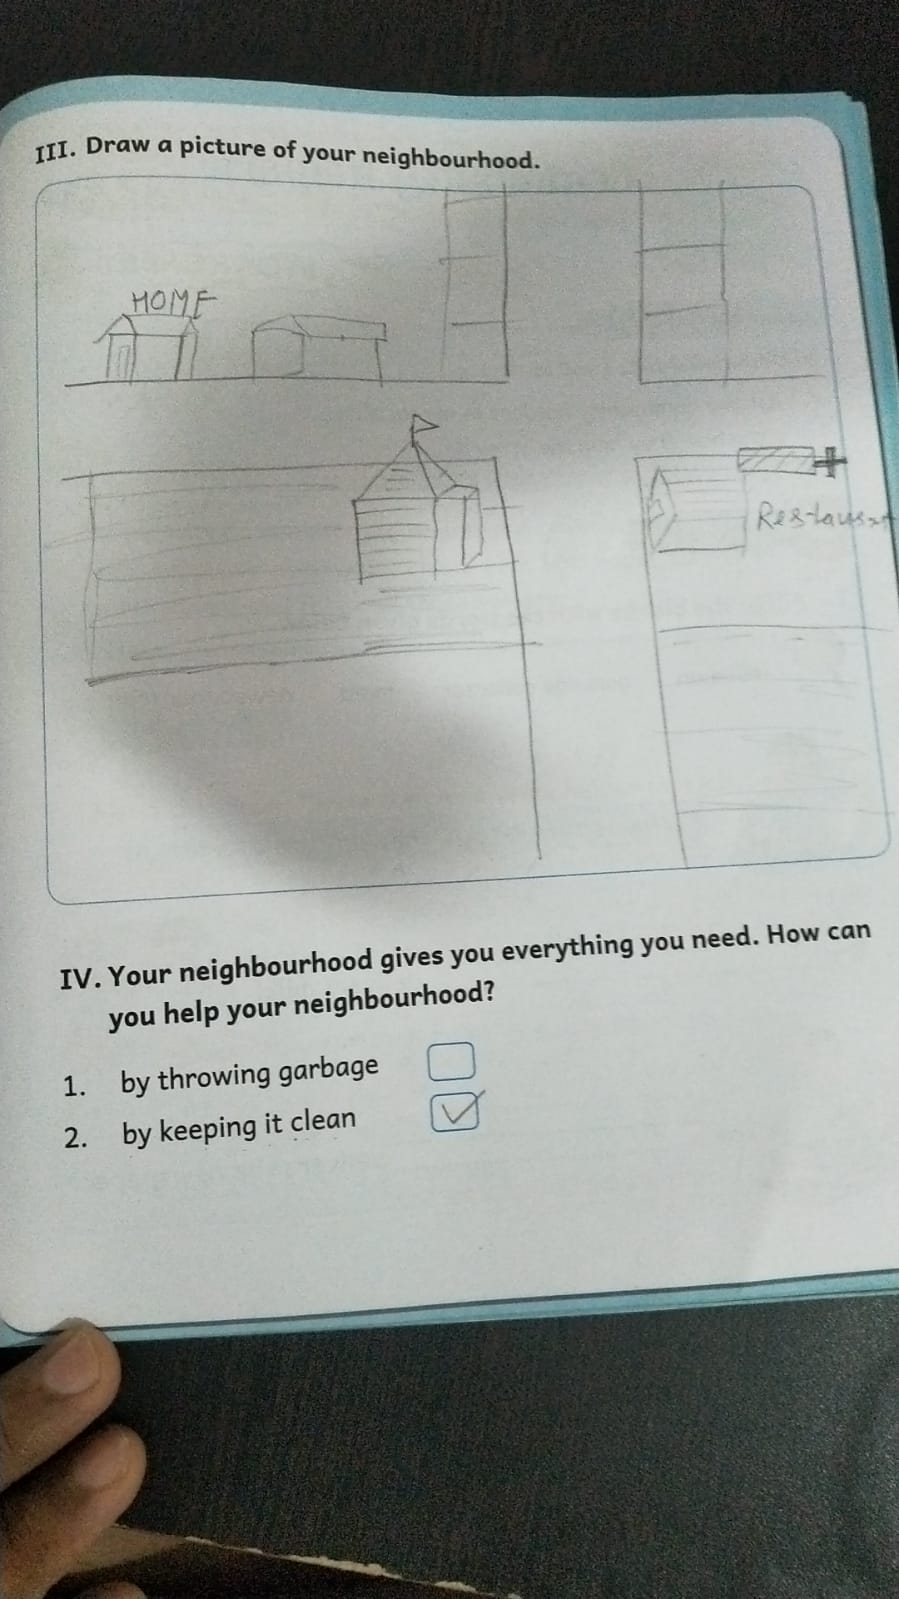 III. Draw a picture of your neighbourhood.
HOME
IV. Your neighbourhood gives you everything you need. How can
you help your neighbourhood?
1. by throwing garbage
2. by keeping it clean